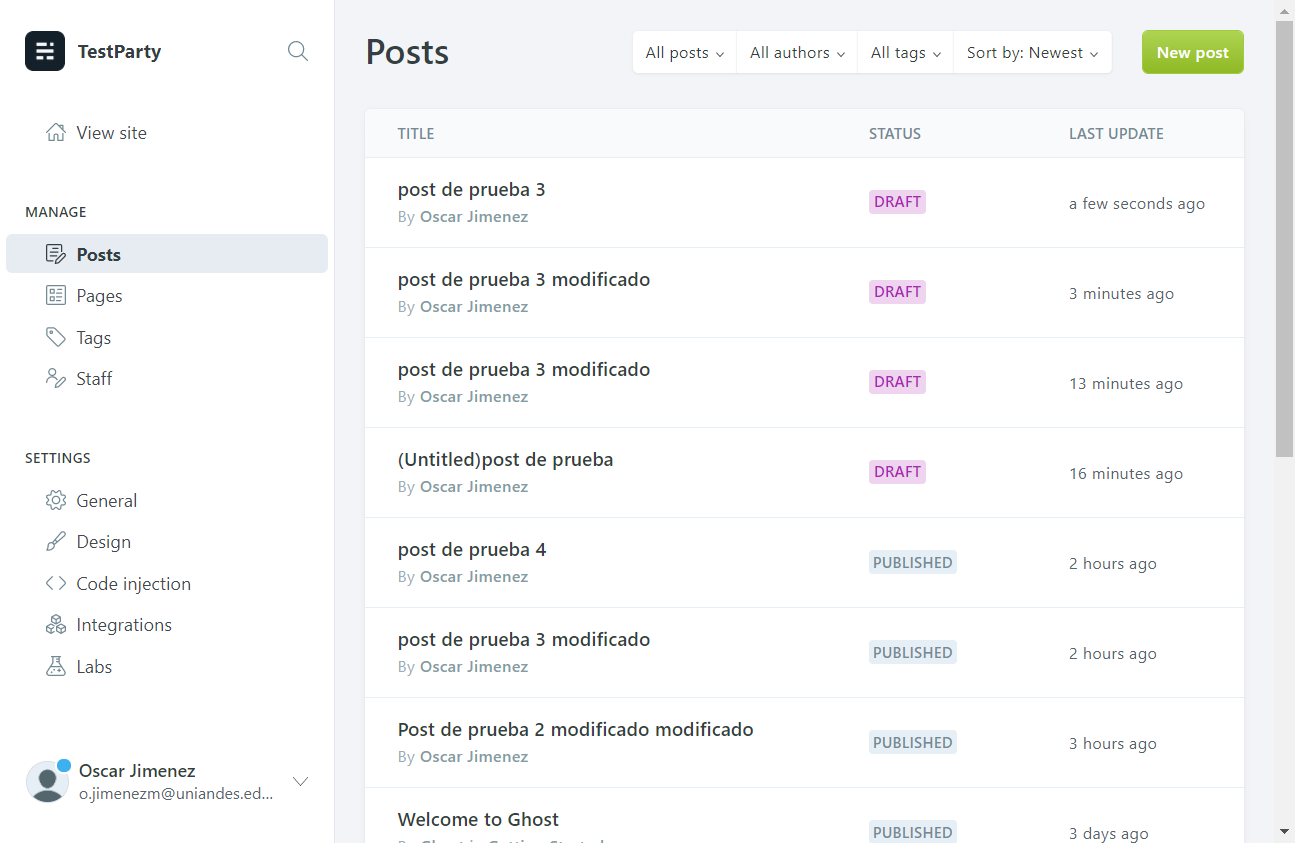 TestParty
View site
MANAGE
Posts
Pages
Tags
Staff
SETTINGS
General
Design
Code injection
Integrations
Labs
Oscar Jimenez
o.jimenezm@uniandes.ed...
Posts
All posts
All authors
All tags
Sort by: Newest
New post
TITLE STATUS LAST UPDATE
post de prueba 3
By Oscar Jimenez
DRAFT
a few seconds ago
post de prueba 3 modificado
By Oscar Jimenez
DRAFT
3 minutes ago
post de prueba 3 modificado
By Oscar Jimenez
DRAFT
13 minutes ago
(Untitled)post de prueba
By Oscar Jimenez
DRAFT
16 minutes ago
post de prueba 4
By Oscar Jimenez
PUBLISHED
2 hours ago
post de prueba 3 modificado
By Oscar Jimenez
PUBLISHED
2 hours ago
Post de prueba 2 modificado modificado
By Oscar Jimenez
PUBLISHED
3 hours ago
Welcome to Ghost
PUBLISHED
3 days ago